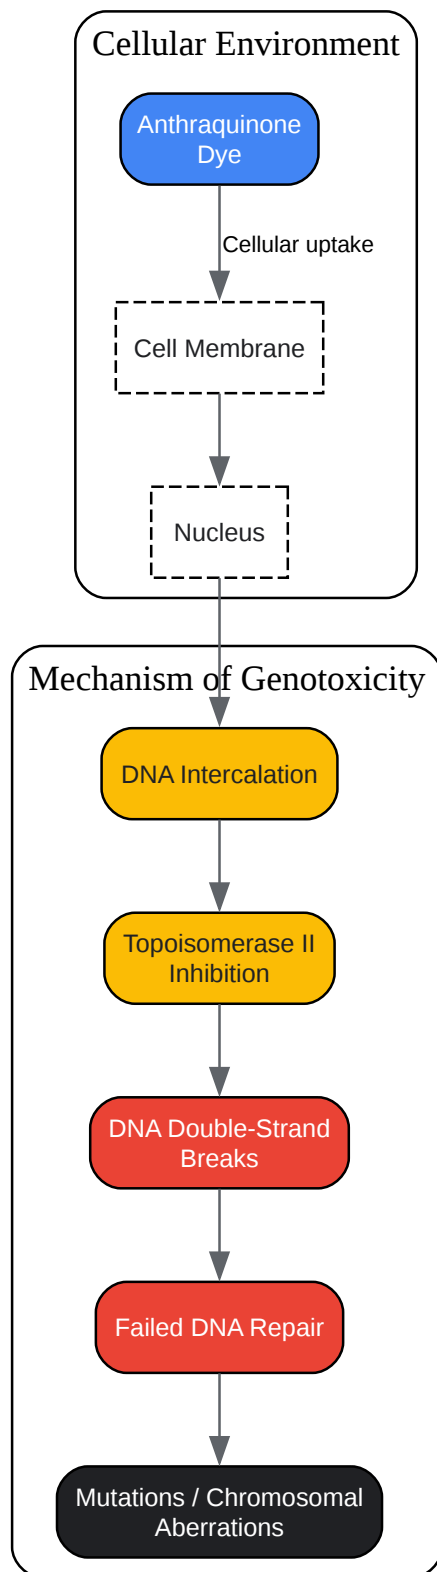 Cellular Environment
Anthraquinone
Dye
Cellular uptake
Cell Membrane
Nucleus
Mechanism of Genotoxicity
DNA Intercalation
Topoisomerase II
Inhibition
DNA Double-Strand
Breaks
Failed DNA Repair
Mutations / Chromosomal
Aberrations